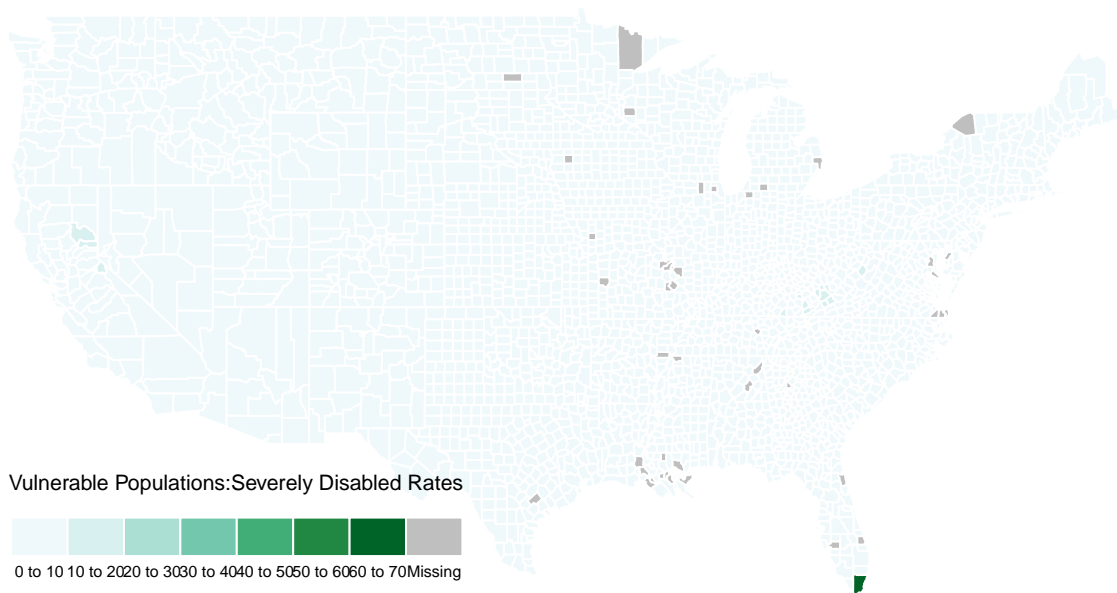 Vulnerable Populations:Severely Disabled Rates
0 to 10 10 to 20 20 to 30 30 to 40 40 to 50 50 to 60 60 to 70 Missing